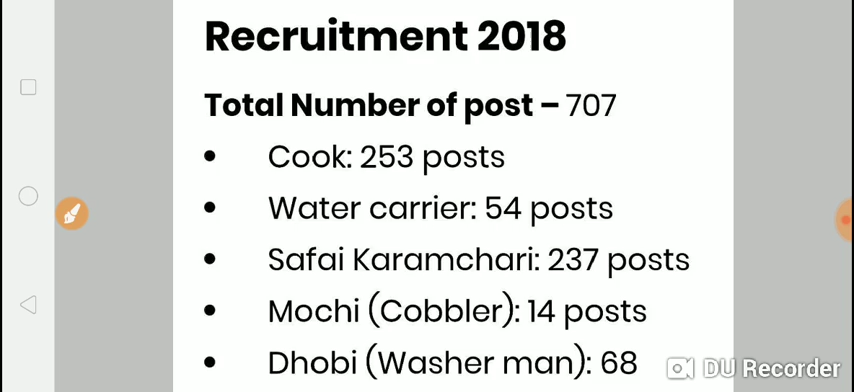 Recruitment 2018
Total Number of post – 707
• Cook: 253 posts
• Water carrier: 54 posts
• Safai Karamchari: 237 posts
• Mochi (Cobbler): 14 posts
• Dhobi (Washer man): 68
DU Recorder